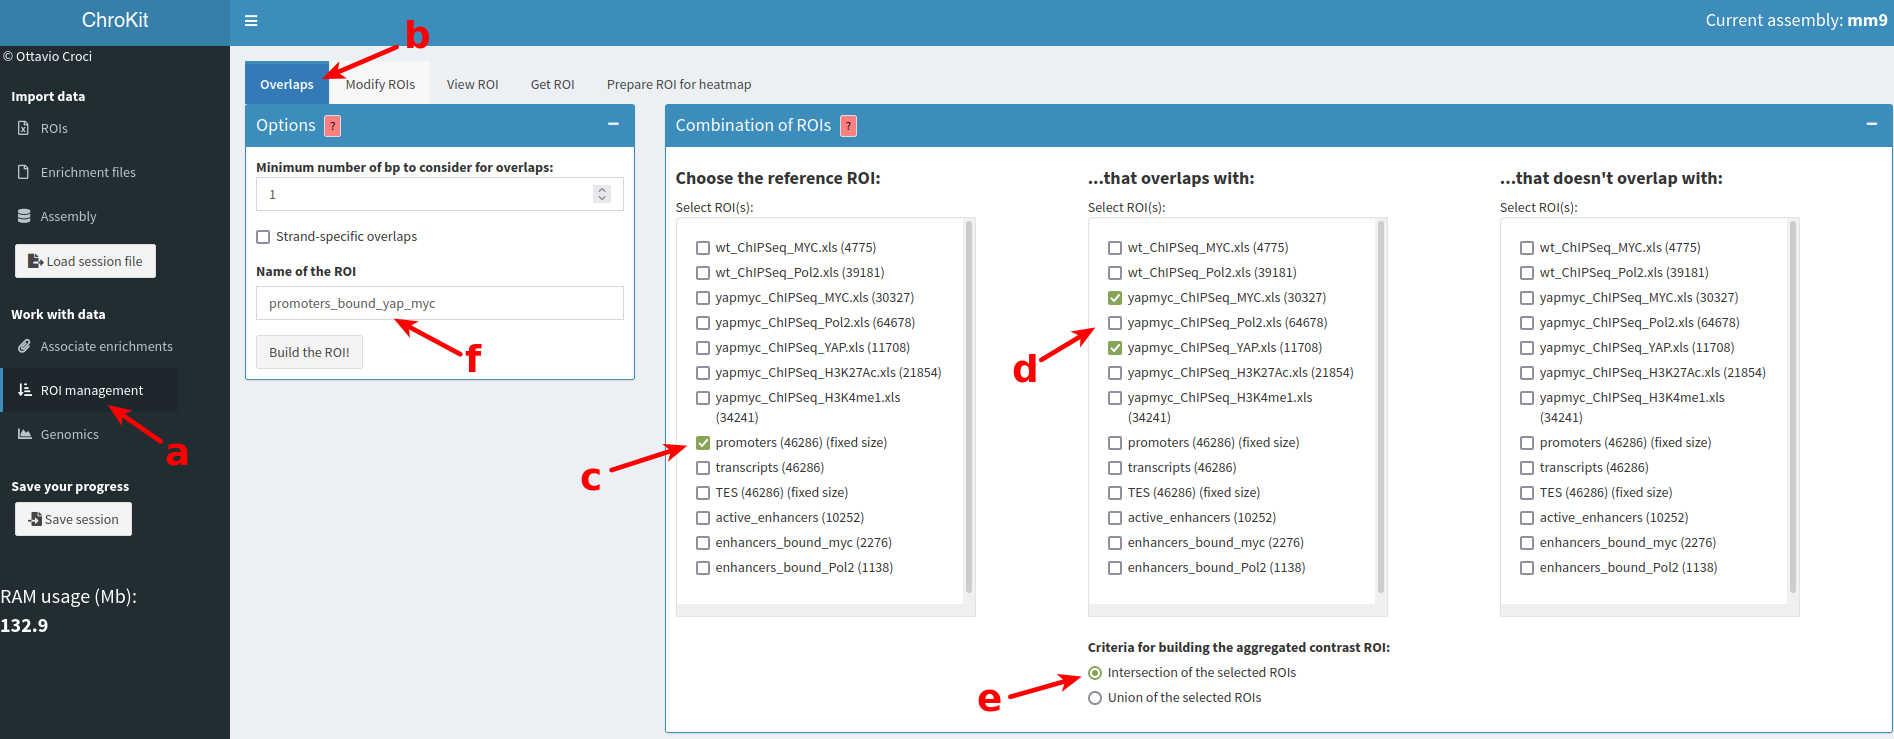 ChroKit
Current assembly: mm9
© Ottavio Croci
Import data
ROIs
Enrichment files
Assembly
Load session file
Work with data
Associate enrichments
ROI management
Genomics
Save your progress
Save session
RAM usage (Mb):
132.9
a
b
Overlaps
Modify ROIs
View ROI
Get ROI
Prepare ROI for heatmap
Options ?
Minimum number of bp to consider for overlaps:
1
Strand-specific overlaps
Name of the ROI
promoters_bound_yap_myc
Build the ROI!
f
Combination of ROIs ?
Choose the reference ROI:
Select ROI(s):
wt_ChIPSeq_MYC.xls (4775)
wt_ChIPSeq_Pol2.xls (39181)
yapmyc_ChIPSeq_MYC.xls (30327)
yapmyc_ChIPSeq_Pol2.xls (64678)
yapmyc_ChIPSeq_YAP.xls (11708)
yapmyc_ChIPSeq_H3K27Ac.xls (21854)
yapmyc_ChIPSeq_H3K4me1.xls
(34241)
promoters (46286) (fixed size)
transcripts (46286)
TES (46286) (fixed size)
active_enhancers (10252)
enhancers_bound_myc (2276)
enhancers_bound_Pol2 (1138)
c
...that overlaps with:
Select ROI(s):
wt_ChIPSeq_MYC.xls (4775)
wt_ChIPSeq_Pol2.xls (39181)
yapmyc_ChIPSeq_MYC.xls (30327)
yapmyc_ChIPSeq_Pol2.xls (64678)
yapmyc_ChIPSeq_YAP.xls (11708)
yapmyc_ChIPSeq_H3K27Ac.xls (21854)
yapmyc_ChIPSeq_H3K4me1.xls
(34241)
promoters (46286) (fixed size)
transcripts (46286)
TES (46286) (fixed size)
active_enhancers (10252)
enhancers_bound_myc (2276)
enhancers_bound_Pol2 (1138)
d
Criteria for building the aggregated contrast ROI:
Intersection of the selected ROIs
Union of the selected ROIs
e
...that doesn't overlap with:
Select ROI(s):
wt_ChIPSeq_MYC.xls (4775)
wt_ChIPSeq_Pol2.xls (39181)
yapmyc_ChIPSeq_MYC.xls (30327)
yapmyc_ChIPSeq_Pol2.xls (64678)
yapmyc_ChIPSeq_YAP.xls (11708)
yapmyc_ChIPSeq_H3K27Ac.xls (21854)
yapmyc_ChIPSeq_H3K4me1.xls
(34241)
promoters (46286) (fixed size)
transcripts (46286)
TES (46286) (fixed size)
active_enhancers (10252)
enhancers_bound_myc (2276)
enhancers_bound_Pol2 (1138)